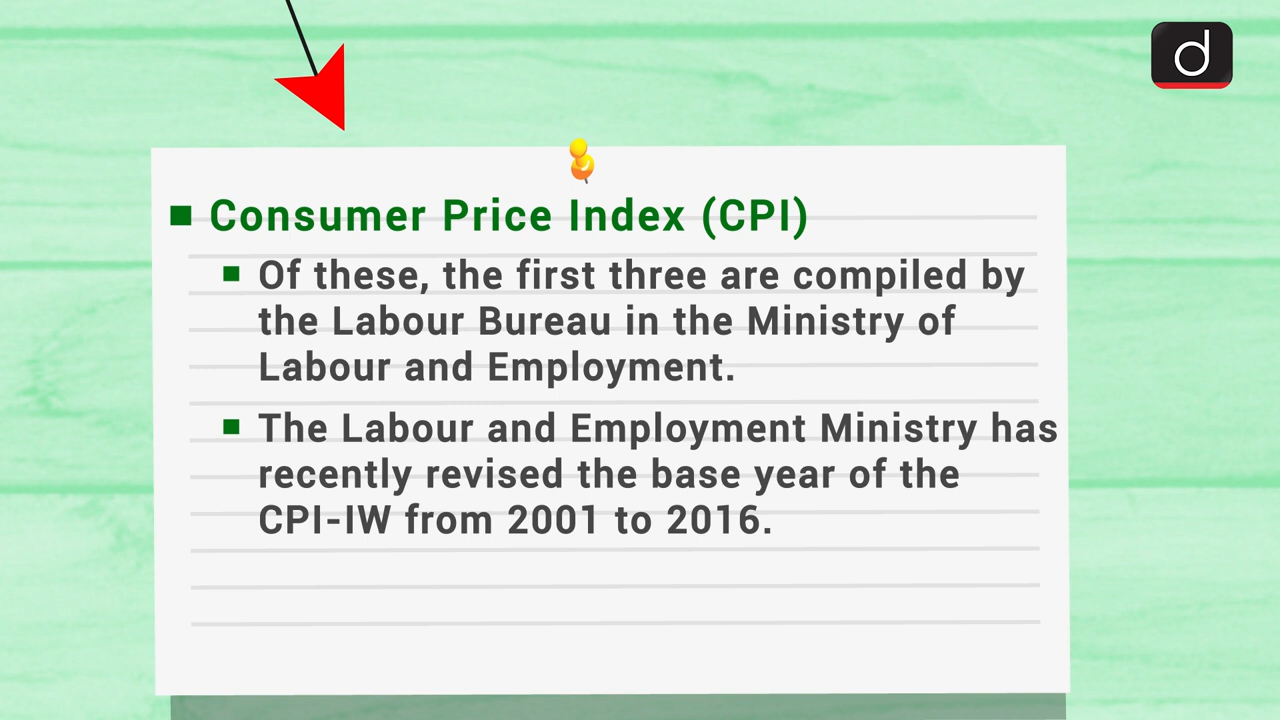 d
Consumer Price Index (CPI)
Of these, the first three are compiled by
the Labour Bureau in the Ministry of
Labour and Employment.
The Labour and Employment Ministry has
recently revised the base year of the
CPI-IW from 2001 to 2016.